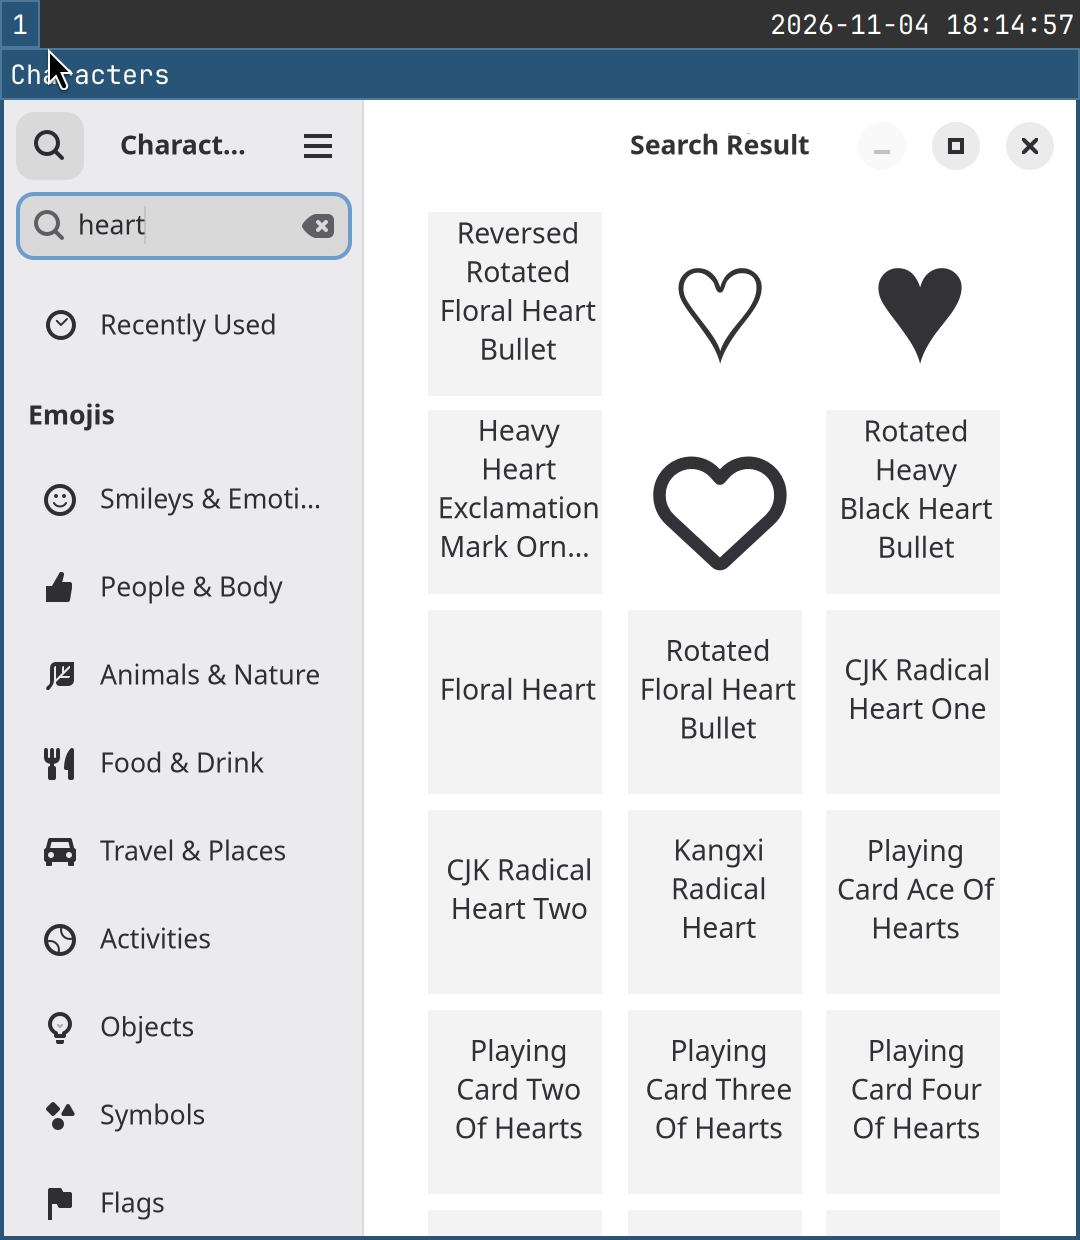 1
2026-11-04 18:14:57
Characters
Charact…
heart
Recently Used
Emojis
Smileys & Emoti…
People & Body
Animals & Nature
Food & Drink
Travel & Places
Activities
Objects
Symbols
Flags
Search Result
Reversed
Rotated
Floral Heart
Bullet
♡
♥
Heavy
Heart
Exclamation
Mark Orn…
Rotated
Heavy
Black Heart
Bullet
Floral Heart
Rotated
Floral Heart
Bullet
CJK Radical
Heart One
CJK Radical
Heart Two
Kangxi
Radical
Heart
Playing
Card Ace Of
Hearts
Playing
Card Two
Of Hearts
Playing
Card Three
Of Hearts
Playing
Card Four
Of Hearts